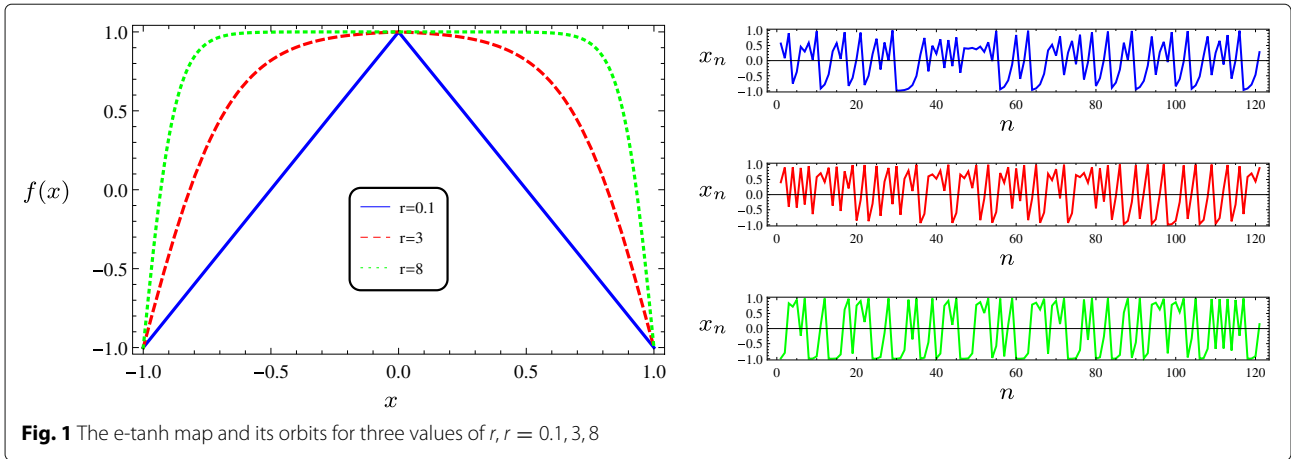 1.0
0.5
f(x)
0.0
−0.5
−1.0
r=0.1
r=3
r=8
−1.0 −0.5 0.0 0.5 1.0
x
x_n
1.0
0.5
0.0
−0.5
−1.0
0 20 40 60 80 100 120
n
x_n
1.0
0.5
0.0
−0.5
−1.0
0 20 40 60 80 100 120
n
x_n
1.0
0.5
0.0
−0.5
−1.0
0 20 40 60 80 100 120
n
Fig. 1 The e-tanh map and its orbits for three values of r, r = 0.1, 3, 8